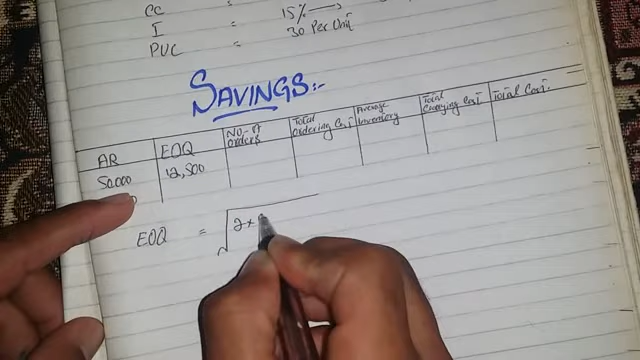 CC =
I = 15% →
PUC = 30 Per Unit
SAVINGS:-
AR EOQ NO. of Orders Total Ordering Cost Average Inventory Total Carrying Cost Total Cost
50,000 12,500
EOQ = √2×